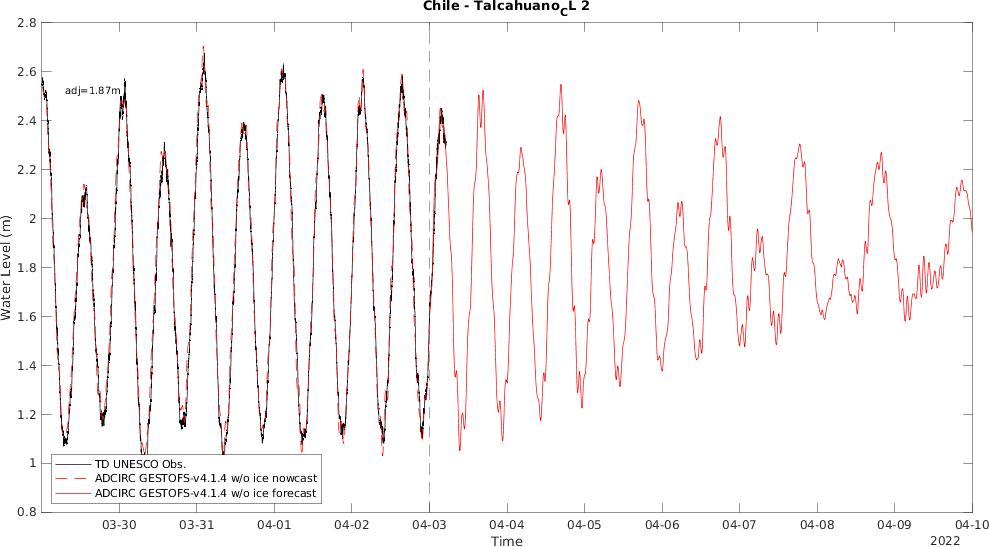 Chile - TalcahuanoCL 2
Water Level (m)
2.8
2.6
2.4
2.2
2
1.8
1.6
1.4
1.2
1
0.8
adj=1.87m
TD UNESCO Obs.
ADCIRC GESTOFS-v4.1.4 w/o ice nowcast
ADCIRC GESTOFS-v4.1.4 w/o ice forecast
03-30 03-31 04-01 04-02 04-03 04-04 04-05 04-06 04-07 04-08 04-09 04-10
Time
2022